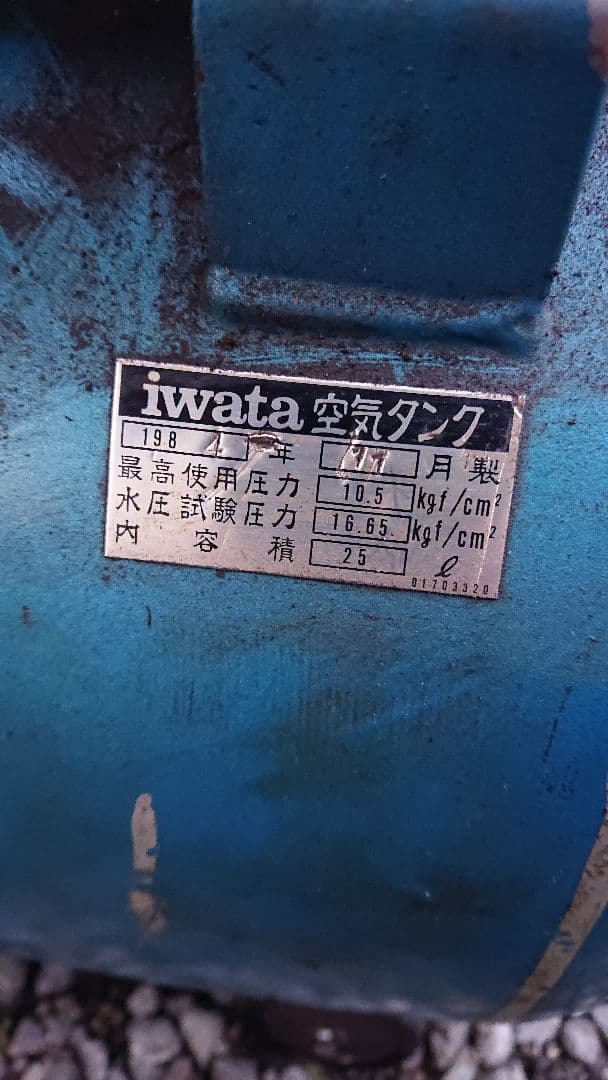 iwata 空気タンク
198 年 11 月製
最高使用圧力 10.5 kgf/cm²
水圧試験圧力 16.65. kgf/cm²
内容積 25 ℓ
01703320